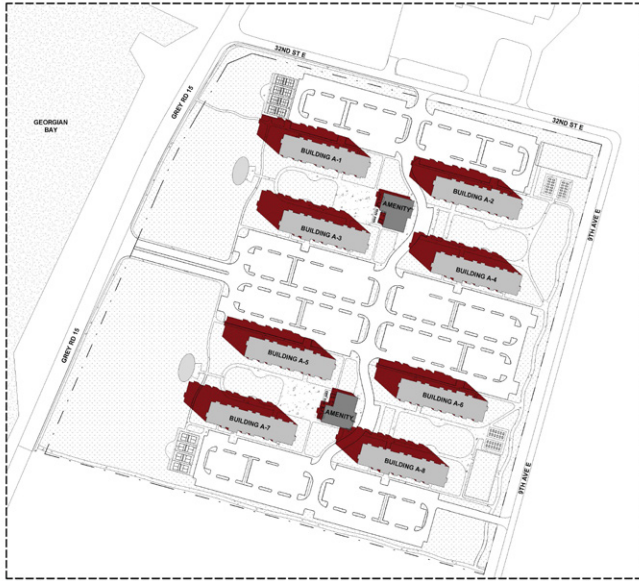 32ND ST E
GREY RD 15
32ND ST E
GEORGIAN
BAY
BUILDING A-1
BUILDING A-2
AMENITY
BUILDING A-3
9TH AVE E
BUILDING A-4
GREY RD 15
BUILDING A-5
BUILDING A-6
AMENITY
BUILDING A-7
BUILDING A-8
9TH AVE E